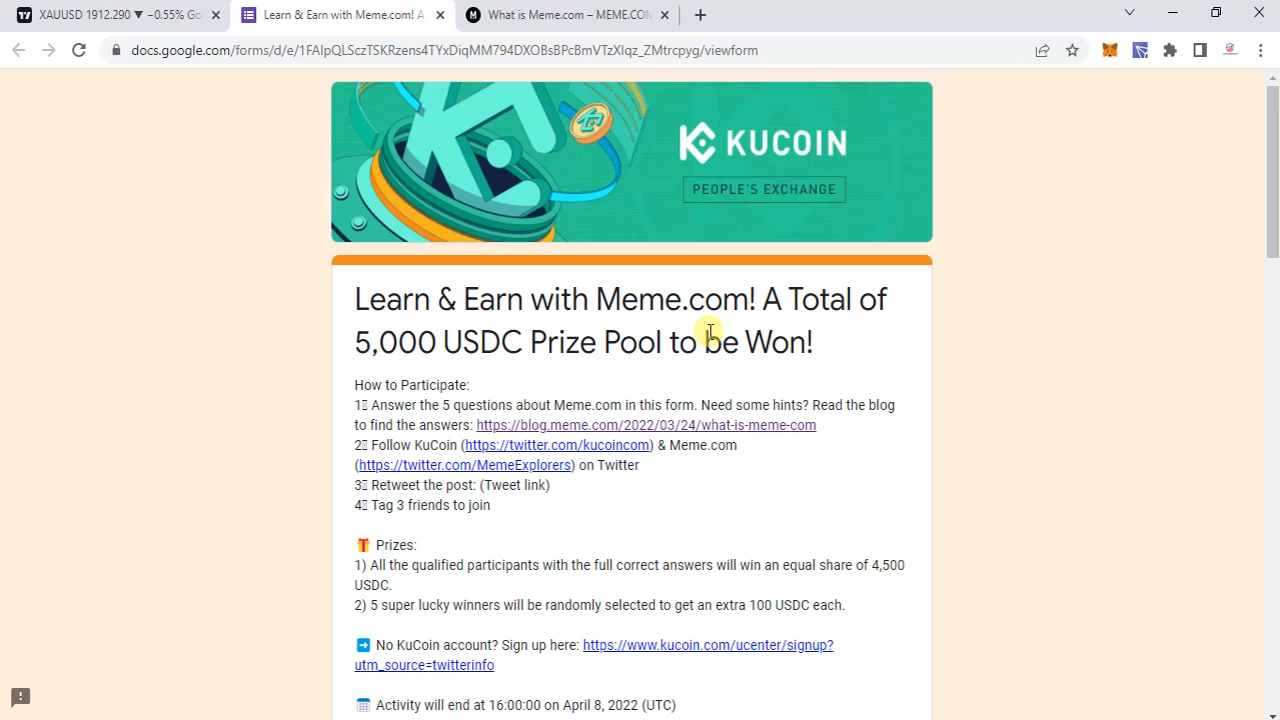 XAUUSD 1912.290 ▼ −0.55% Go
Learn & Earn with Meme.com! A
What is Meme.com – MEME.CO
docs.google.com/forms/d/e/1FAIpQLSczTSKRzens4TYxDiqMM794DXOBsBPcBmVTzXIqz_ZMtrcpyg/viewform
KUCOIN
PEOPLE'S EXCHANGE
Learn & Earn with Meme.com! A Total of
5,000 USDC Prize Pool to be Won!
How to Participate:
1 Answer the 5 questions about Meme.com in this form. Need some hints? Read the blog
to find the answers: https://blog.meme.com/2022/03/24/what-is-meme-com
2 Follow KuCoin (https://twitter.com/kucoincom) & Meme.com
(https://twitter.com/MemeExplorers) on Twitter
3 Retweet the post: (Tweet link)
4 Tag 3 friends to join
🎁 Prizes:
1) All the qualified participants with the full correct answers will win an equal share of 4,500
USDC.
2) 5 super lucky winners will be randomly selected to get an extra 100 USDC each.
➡ No KuCoin account? Sign up here: https://www.kucoin.com/ucenter/signup?
utm_source=twitterinfo
📅 Activity will end at 16:00:00 on April 8, 2022 (UTC)